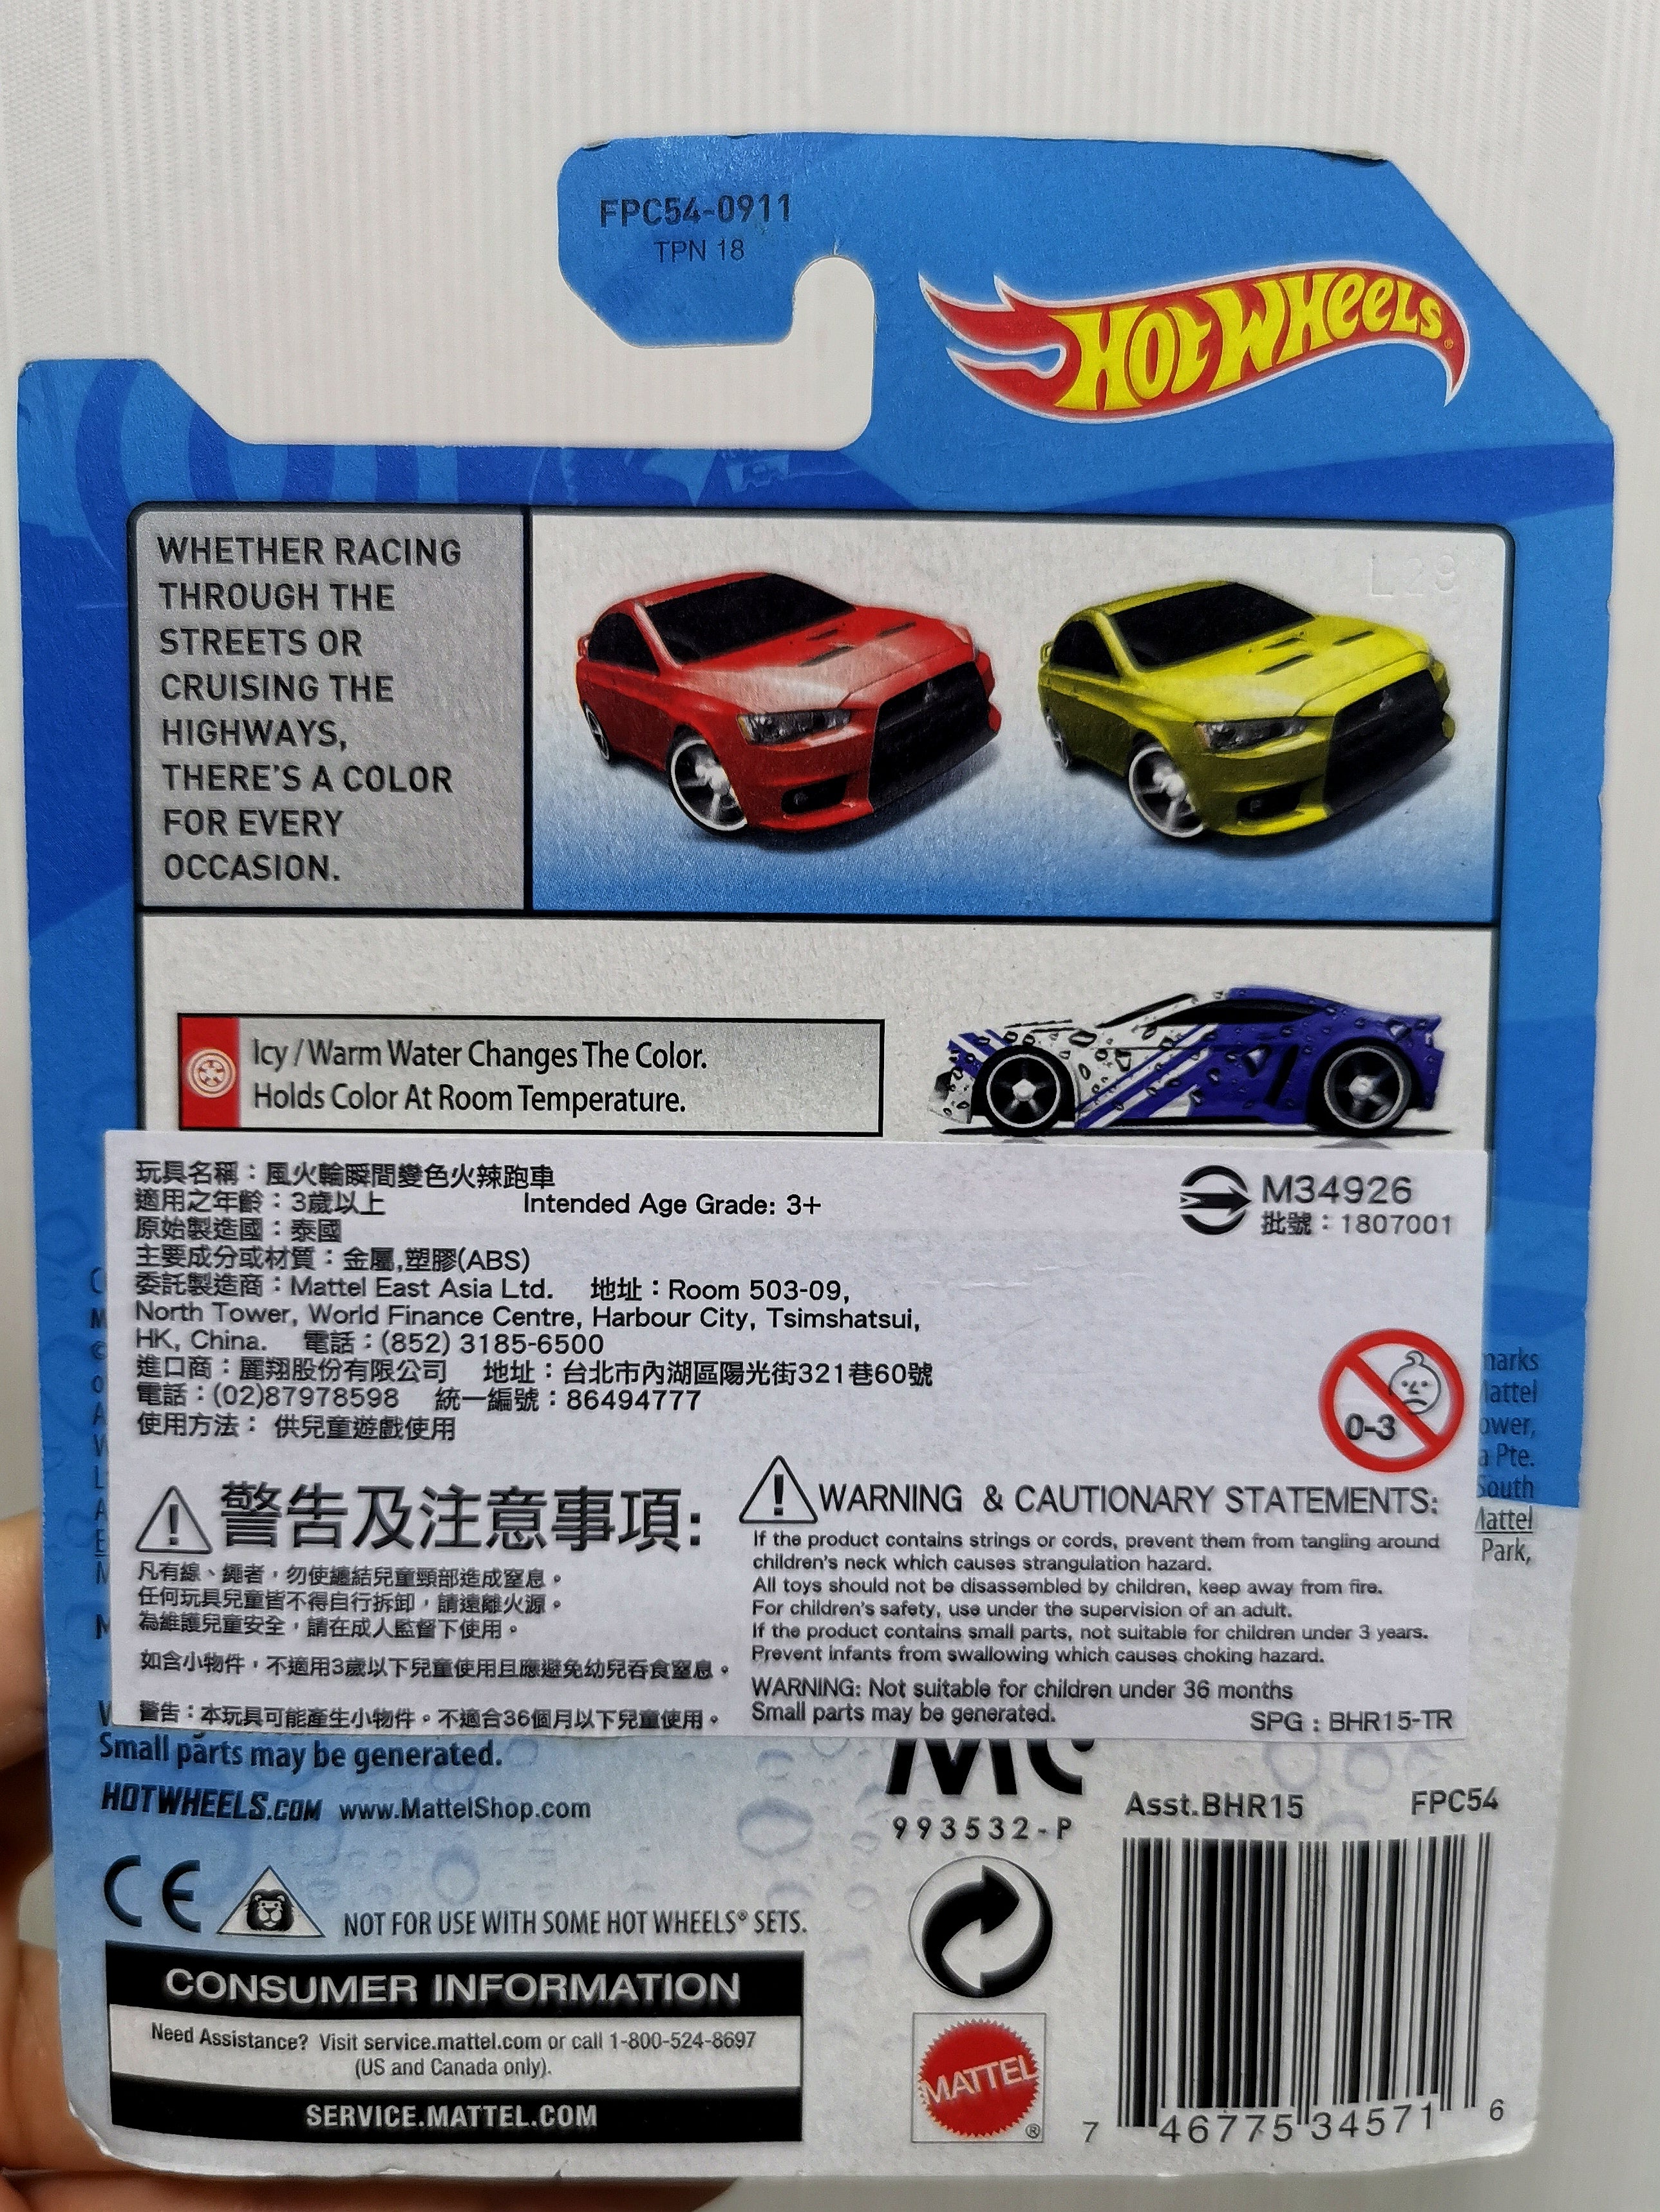 FPC54-0911
TPN 18
HOT WHEELS
WHETHER RACING
THROUGH THE
STREETS OR
CRUISING THE
HIGHWAYS,
THERE'S A COLOR
FOR EVERY
OCCASION.
Icy / Warm Water Changes The Color.
Holds Color At Room Temperature.
玩具名稱：風火輪瞬間變色火辣跑車
適用之年齡：3歲以上 Intended Age Grade: 3+
原始製造國：泰國
主要成分或材質：金屬,塑膠(ABS)
委託製造商：Mattel East Asia Ltd. 地址：Room 503-09,
North Tower, World Finance Centre, Harbour City, Tsimshatsui,
HK, China. 電話：(852) 3185-6500
進口商：麗翔股份有限公司 地址：台北市內湖區陽光街321巷60號
電話：(02)87978598 統一編號：86494777
使用方法： 供兒童遊戲使用
M34926
批號：1807001
0-3
marks
Mattel
ower,
a Pte.
South
Mattel
Park,
警告及注意事項:
凡有線、繩者，勿使纏結兒童頸部造成窒息。
任何玩具兒童皆不得自行拆卸，請遠離火源。
為維護兒童安全，請在成人監督下使用。
如含小物件，不適用3歲以下兒童使用且應避免幼兒吞食窒息。
警告：本玩具可能產生小物件。不適合36個月以下兒童使用。
WARNING & CAUTIONARY STATEMENTS:
If the product contains strings or cords, prevent them from tangling around
children's neck which causes strangulation hazard.
All toys should not be disassembled by children, keep away from fire.
For children's safety, use under the supervision of an adult.
If the product contains small parts, not suitable for children under 3 years.
Prevent infants from swallowing which causes choking hazard.
WARNING: Not suitable for children under 36 months
Small parts may be generated.
SPG : BHR15-TR
Small parts may be generated.
HOTWHEELS.COM www.MattelShop.com
993532-P
Asst.BHR15 FPC54
CE
NOT FOR USE WITH SOME HOT WHEELS® SETS.
CONSUMER INFORMATION
Need Assistance? Visit service.mattel.com or call 1-800-524-8697
(US and Canada only).
SERVICE.MATTEL.COM
MATTEL
®
7 46775 34571 6